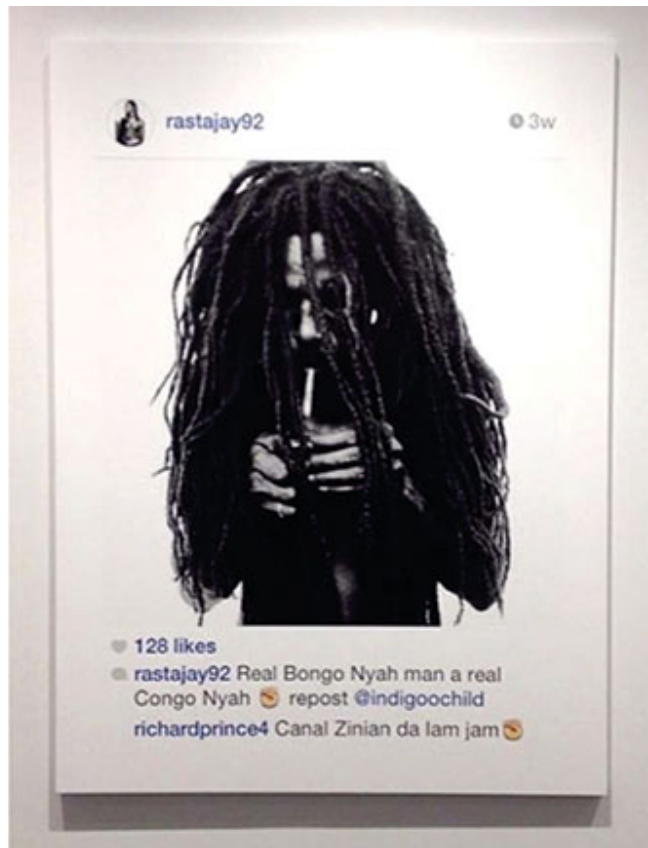 rastajay92
3w
128 likes
rastajay92 Real Bongo Nyah man a real
Congo Nyah ✊ repost @indigoochild
richardprince4 Canal Zinian da lam jam✊